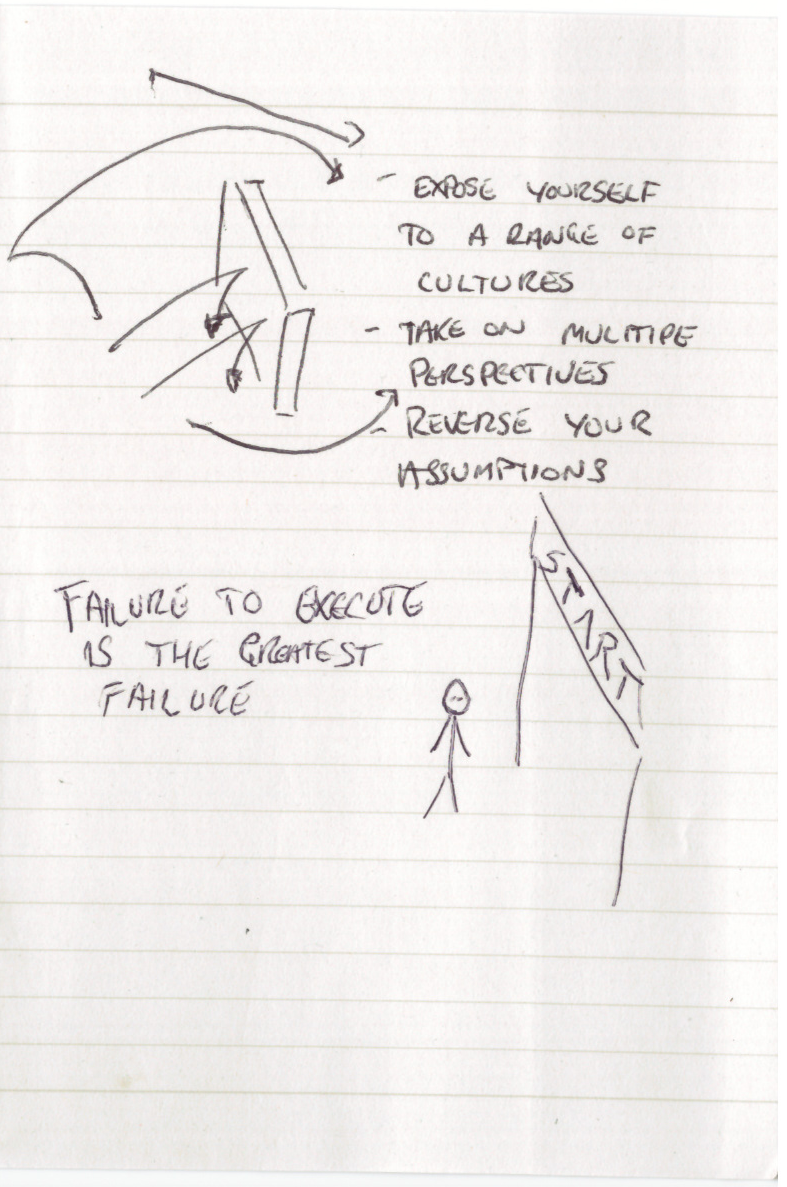 - EXPOSE YOURSELF
TO A RANGE OF
CULTURES
- TAKE ON MULITIPE
PERSPECTIVES
- REVERSE YOUR
ASSUMPTIONS
START
FAILURE TO EXECUTE
IS THE GREATEST
FAILURE